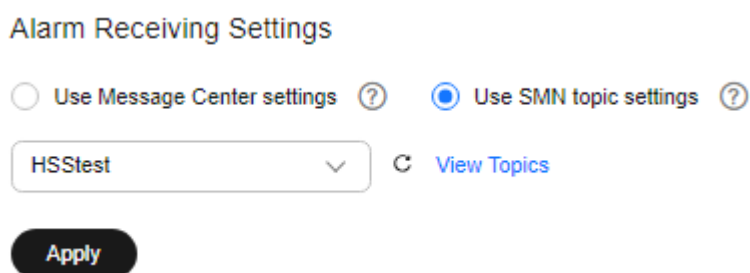 Alarm Receiving Settings
Use Message Center settings ? Use SMN topic settings ?
HSStest View Topics
Apply